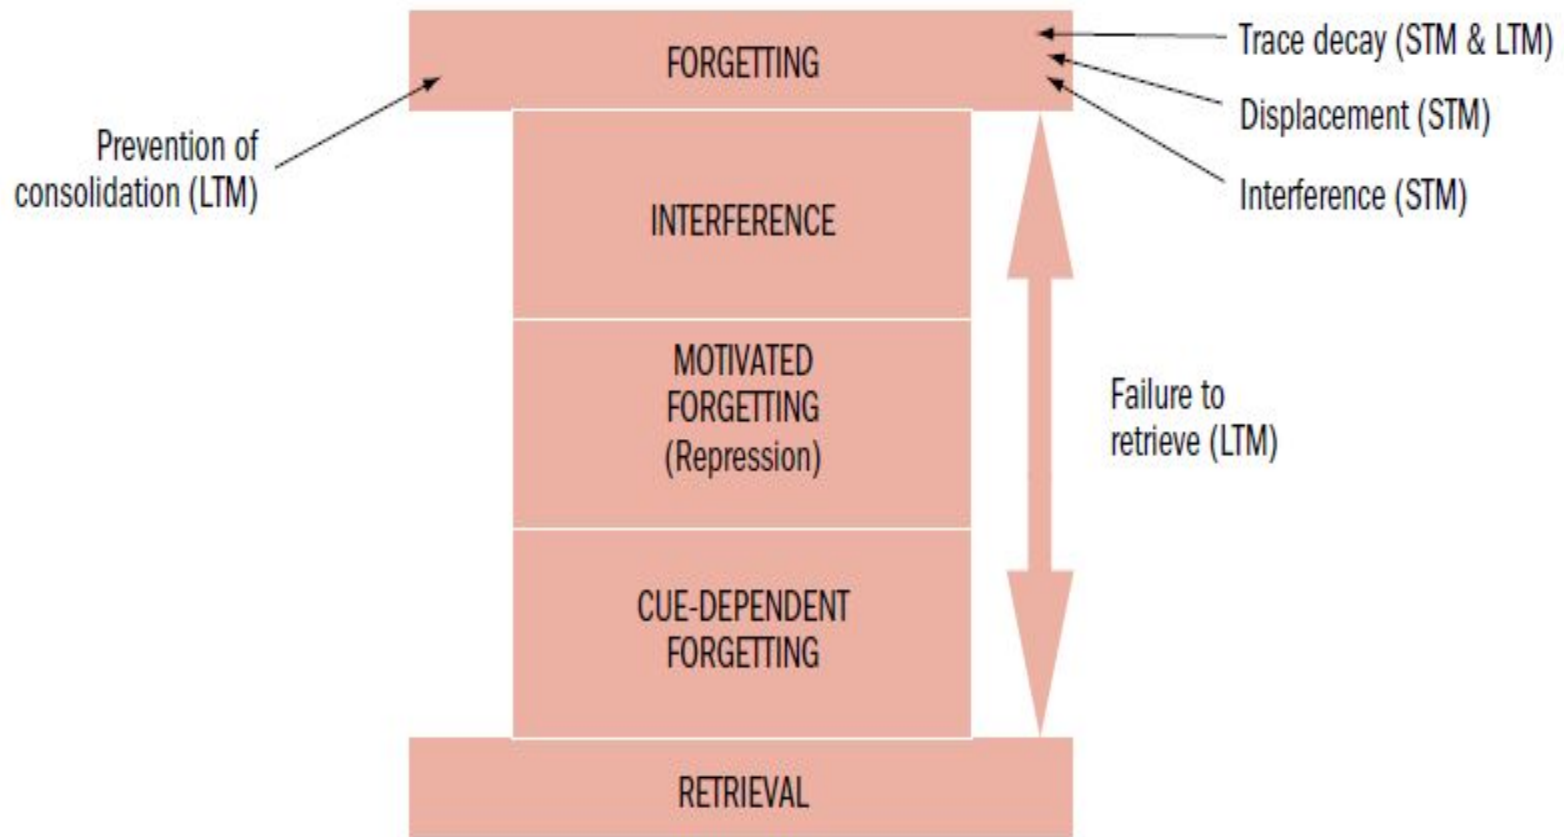 FORGETTING
Trace decay (STM & LTM)
Displacement (STM)
Interference (STM)
Prevention of
consolidation (LTM)
INTERFERENCE
MOTIVATED
FORGETTING
(Repression)
Failure to
retrieve (LTM)
CUE-DEPENDENT
FORGETTING
RETRIEVAL